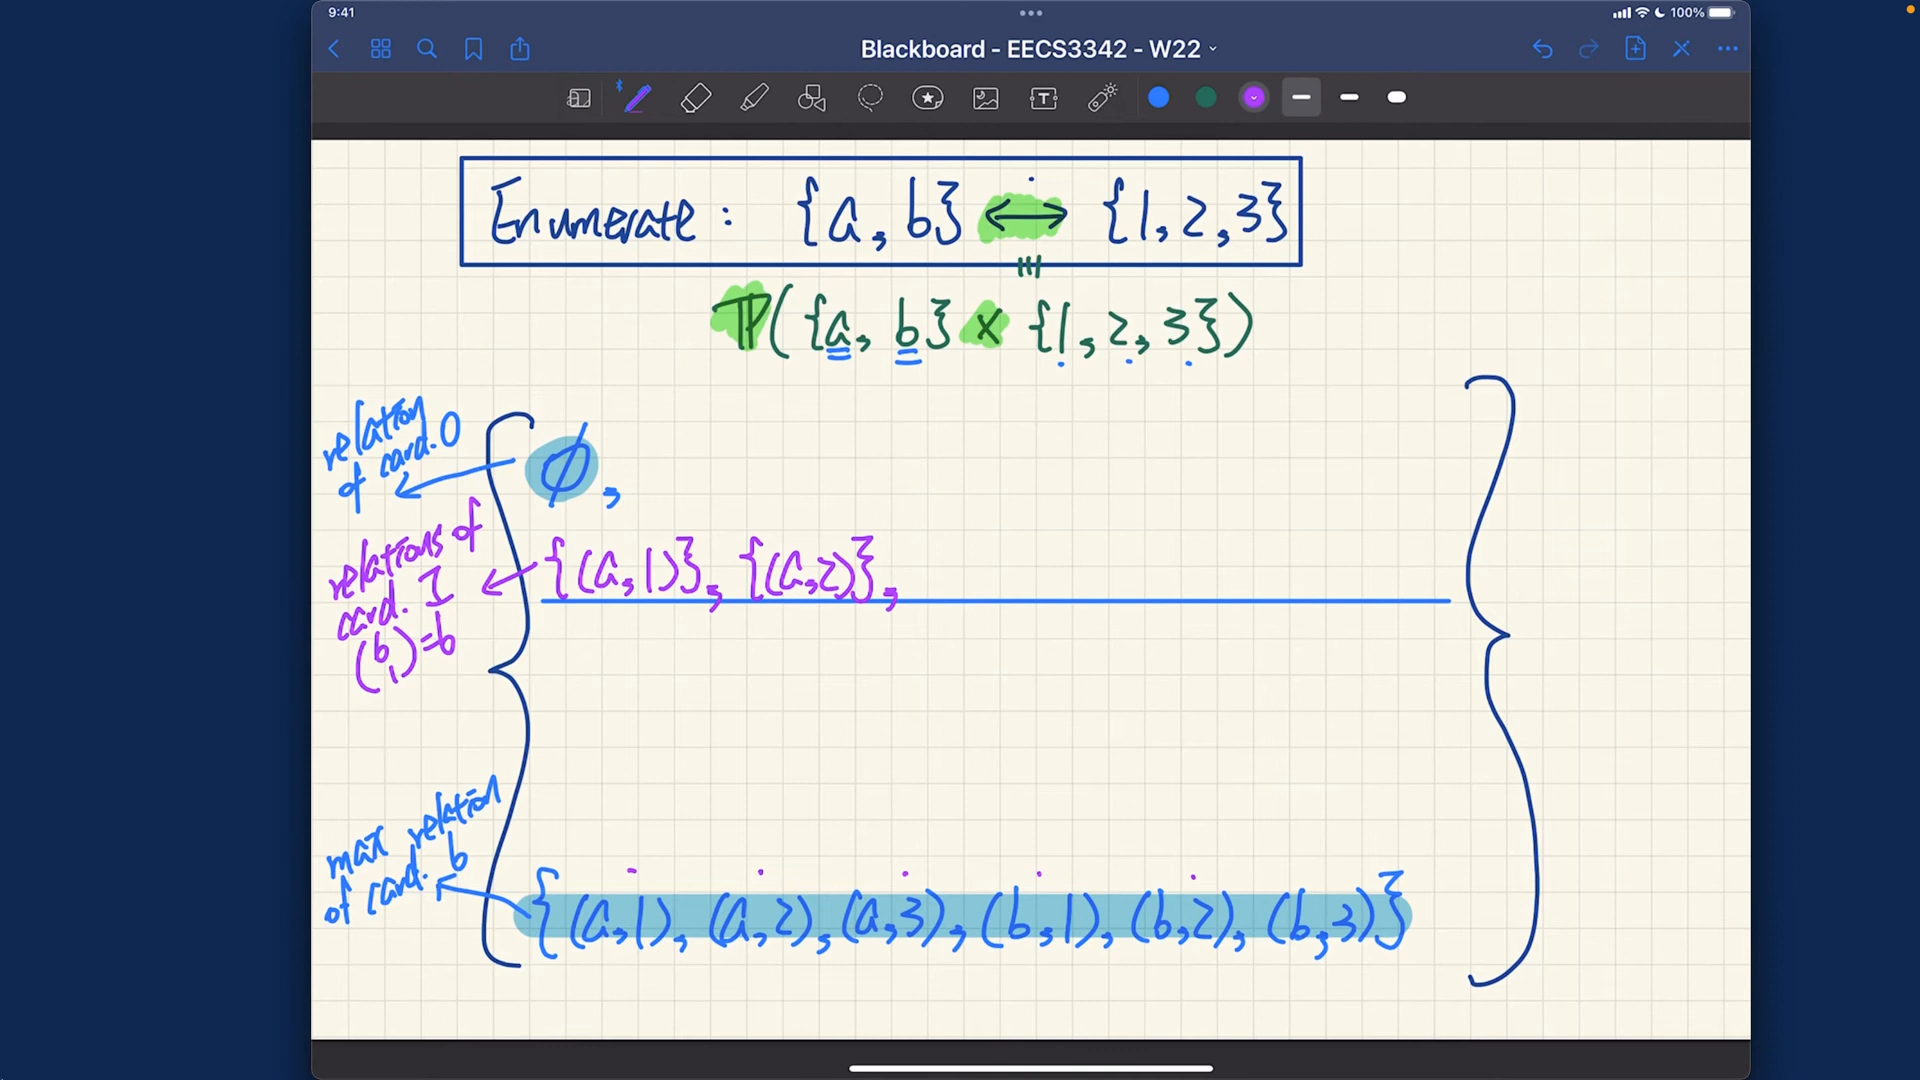 9:41
100%
Blackboard - EECS3342 - W22
Enumerate : {a, b} ↔ {1, 2, 3}
≡
ℙ({a, b} × {1, 2, 3})
relation
of card. 0
∅,
relations of
card. 1
(6 1) = 6
{(a, 1)}, {(a, 2)},
max relation
of card. 6
{(a, 1), (a, 2), (a, 3), (b, 1), (b, 2), (b, 3)}